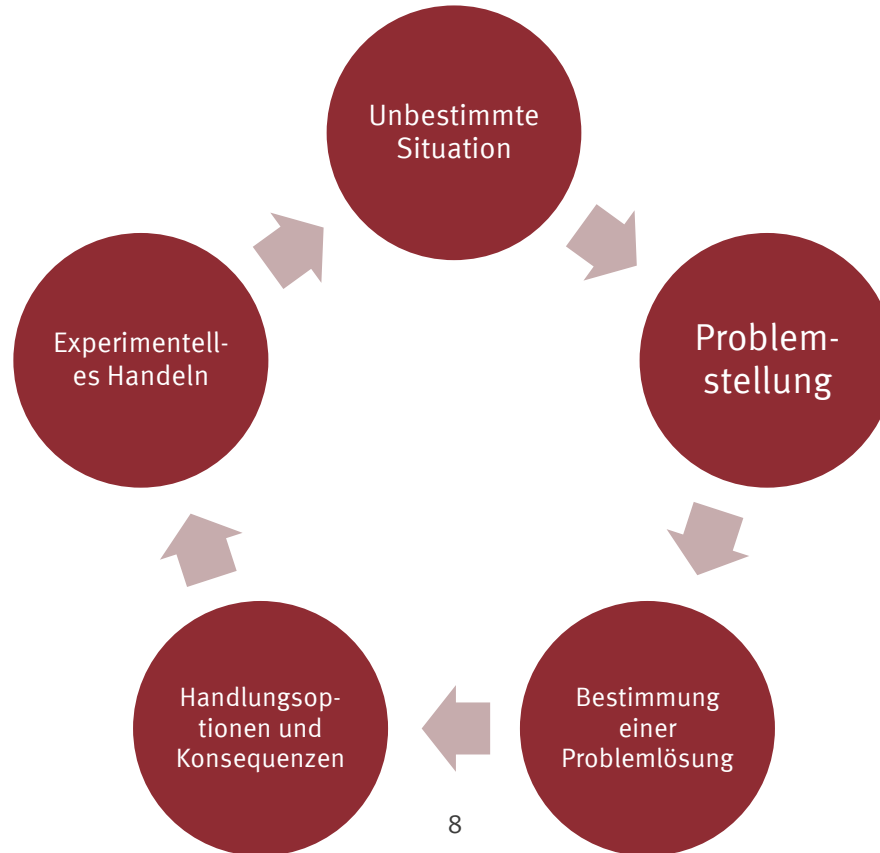 Unbestimmte
Situation
Problem-
stellung
Bestimmung
einer
Problemlösung
Handlungsop-
tionen und
Konsequenzen
Experimentell-
es Handeln
8